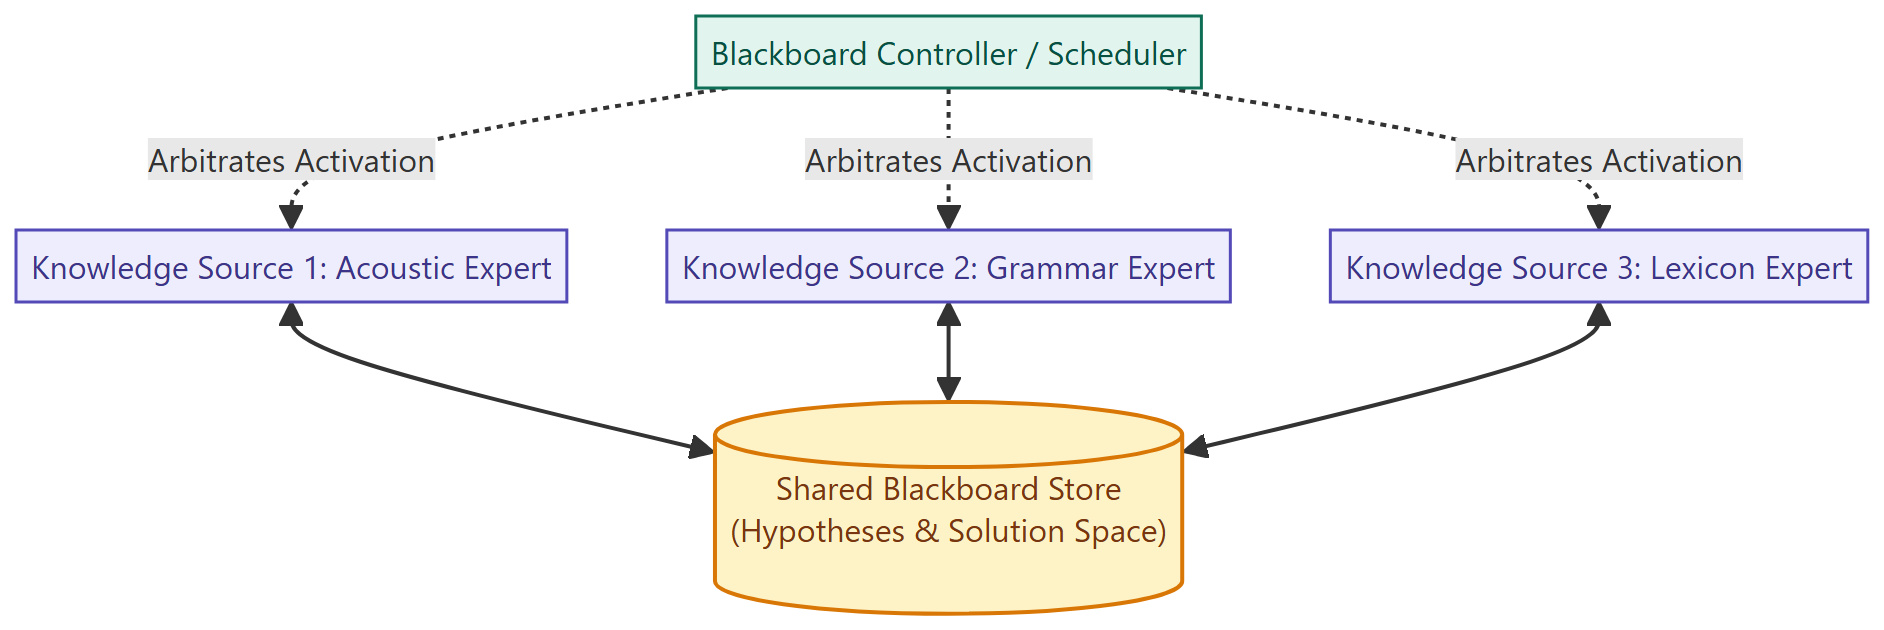 Blackboard Controller / Scheduler
Arbitrates Activation
Arbitrates Activation
Arbitrates Activation
Knowledge Source 1: Acoustic Expert
Knowledge Source 2: Grammar Expert
Knowledge Source 3: Lexicon Expert
Shared Blackboard Store
(Hypotheses & Solution Space)